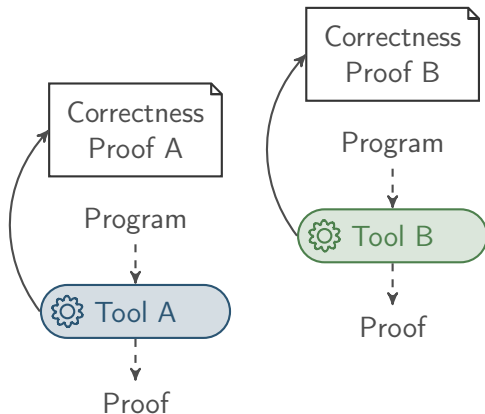 Correctness
Proof A
Program
Tool A
Proof
Correctness
Proof B
Program
Tool B
Proof